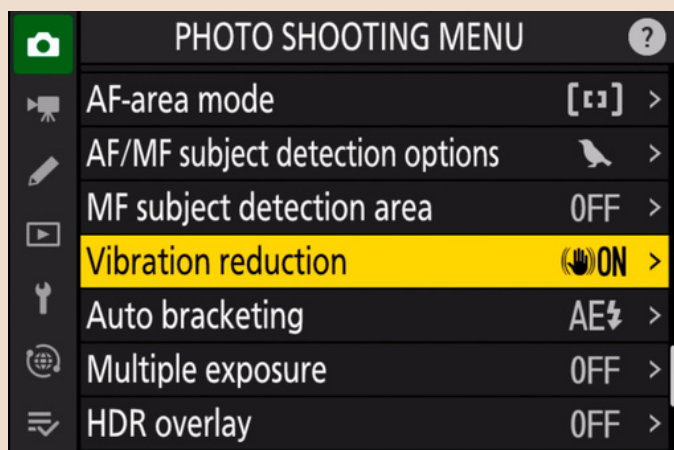 PHOTO SHOOTING MENU ?
AF-area mode >
AF/MF subject detection options >
MF subject detection area OFF >
Vibration reduction ON >
Auto bracketing AE >
Multiple exposure OFF >
HDR overlay OFF >